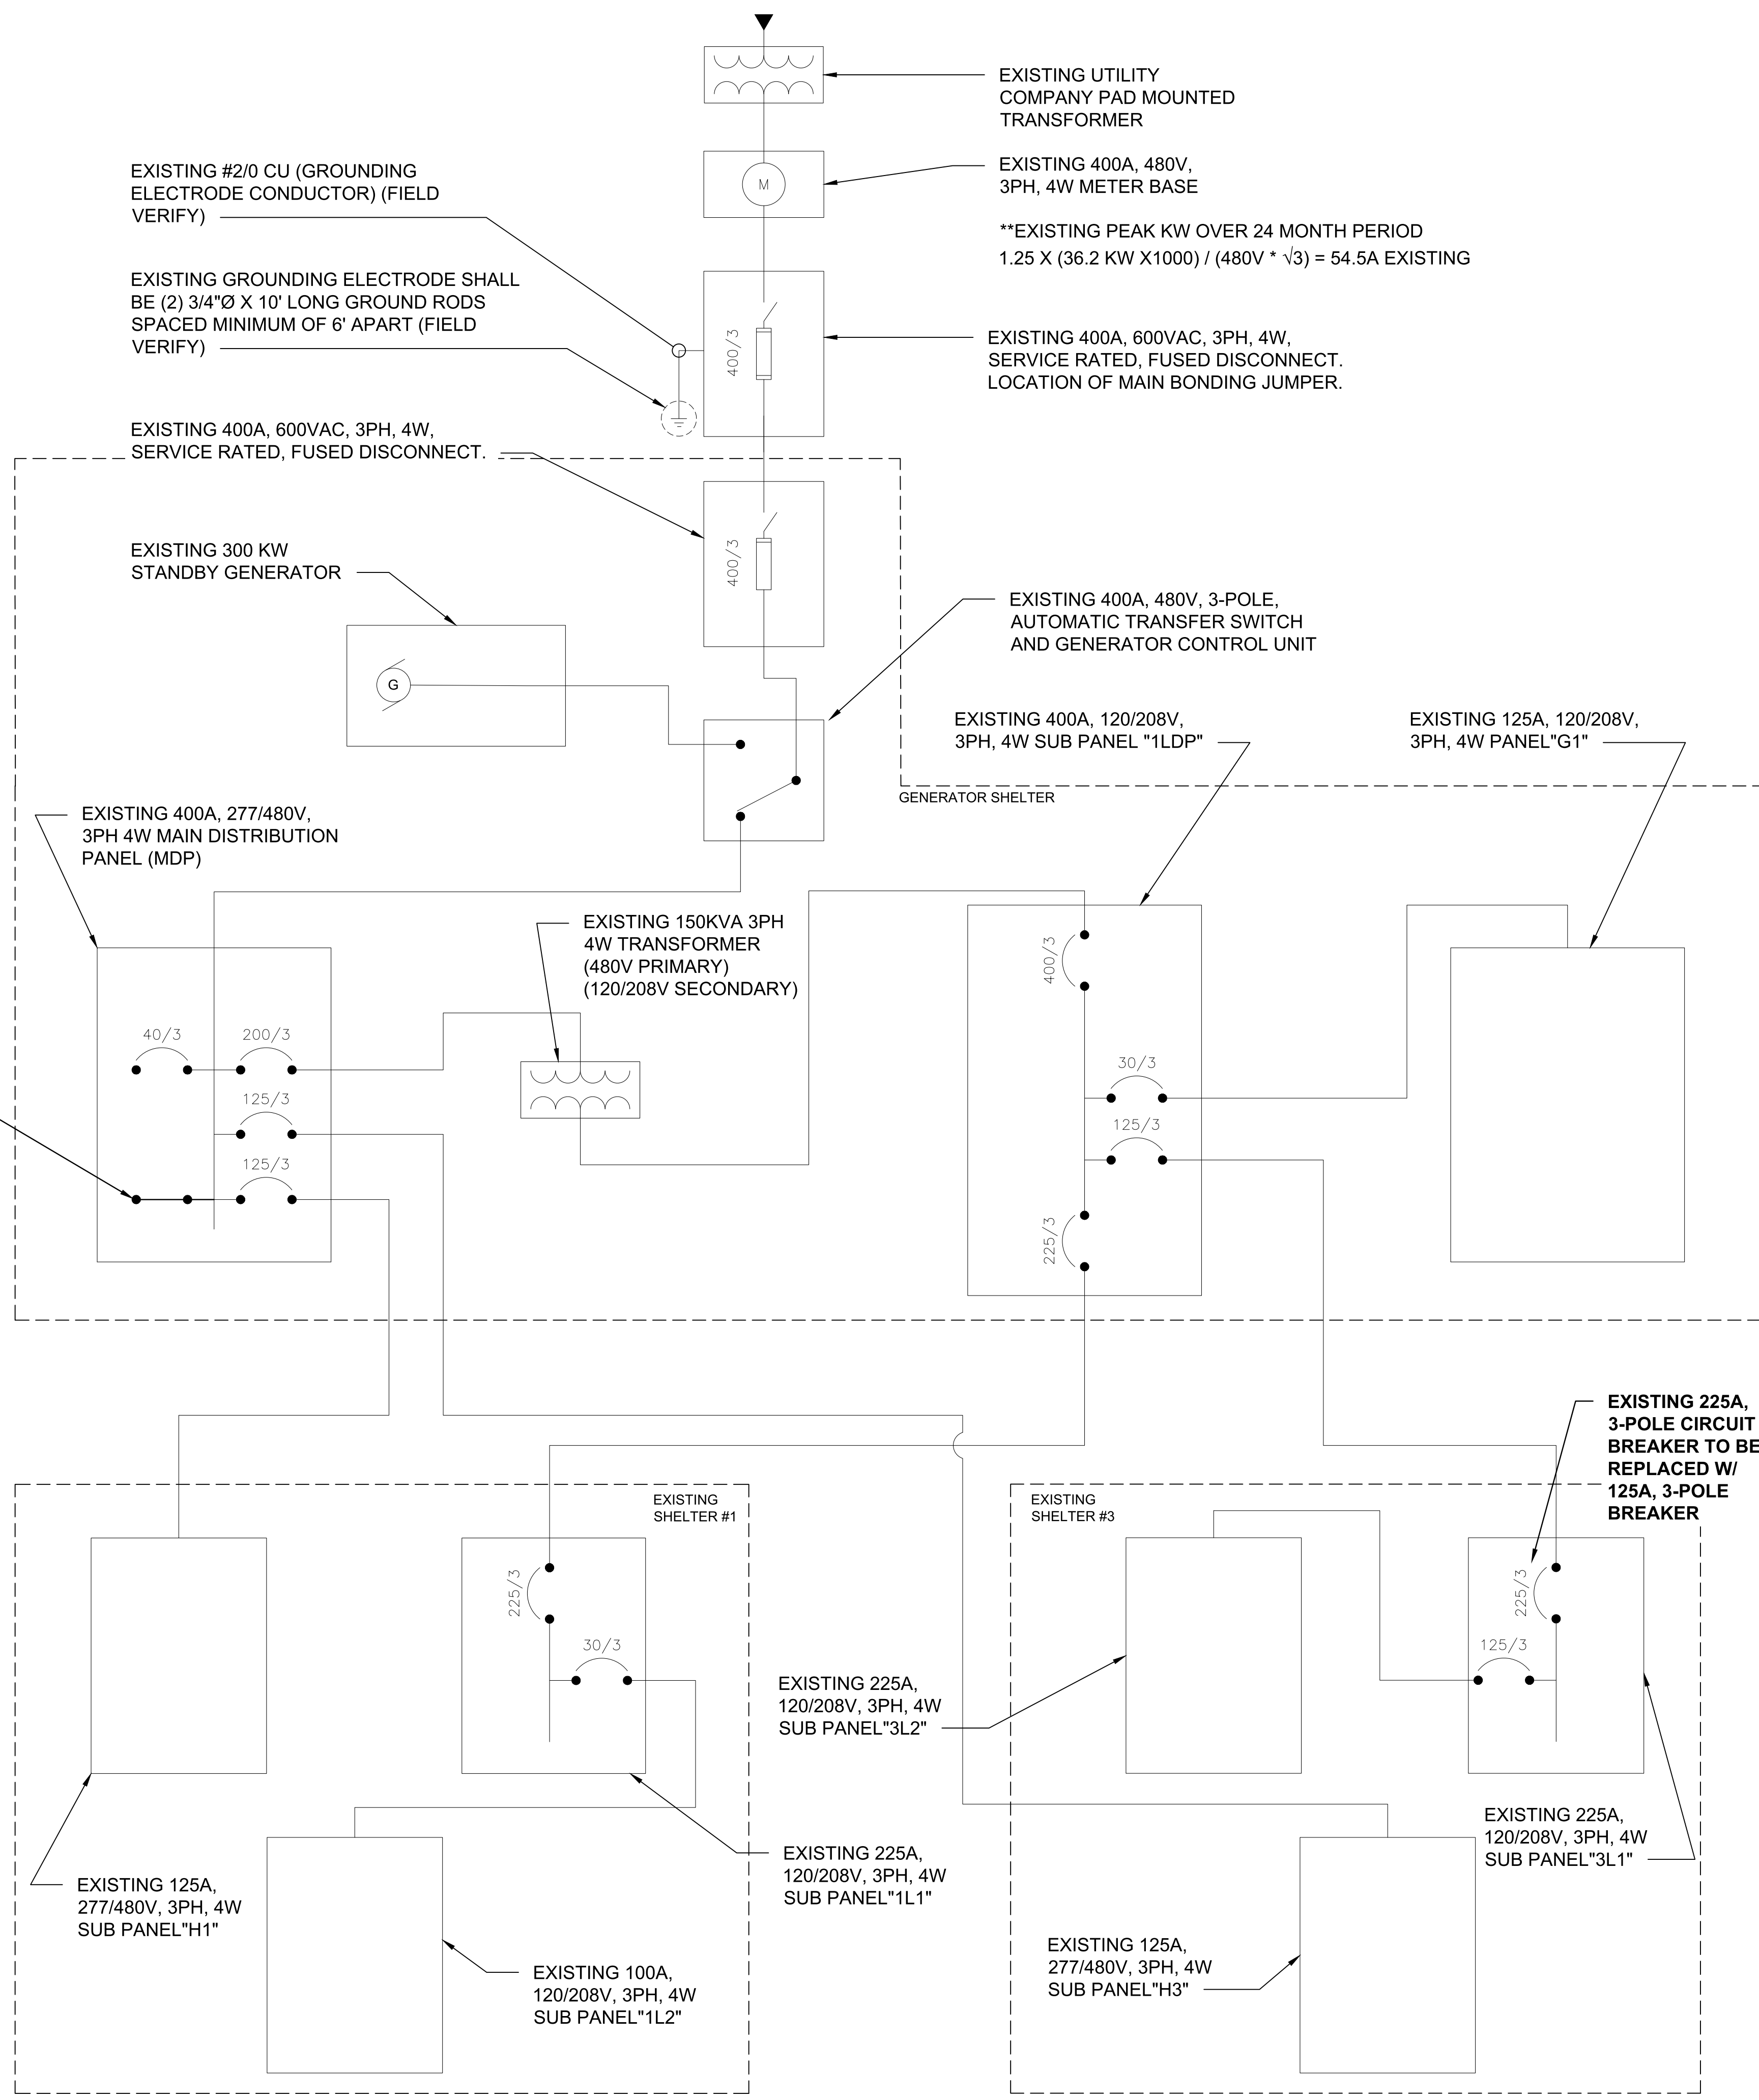 EXISTING UTILITY
COMPANY PAD MOUNTED
TRANSFORMER
EXISTING #2/0 CU (GROUNDING
ELECTRODE CONDUCTOR) (FIELD
VERIFY)
M
EXISTING 400A, 480V,
3PH, 4W METER BASE
**EXISTING PEAK KW OVER 24 MONTH PERIOD
1.25 X (36.2 KW X1000) / (480V * √3) = 54.5A EXISTING
EXISTING GROUNDING ELECTRODE SHALL
BE (2) 3/4"Ø X 10' LONG GROUND RODS
SPACED MINIMUM OF 6' APART (FIELD
VERIFY)
400/3
EXISTING 400A, 600VAC, 3PH, 4W,
SERVICE RATED, FUSED DISCONNECT.
LOCATION OF MAIN BONDING JUMPER.
EXISTING 400A, 600VAC, 3PH, 4W,
SERVICE RATED, FUSED DISCONNECT.
400/3
EXISTING 300 KW
STANDBY GENERATOR
G
EXISTING 400A, 480V, 3-POLE,
AUTOMATIC TRANSFER SWITCH
AND GENERATOR CONTROL UNIT
EXISTING 400A, 120/208V,
3PH, 4W SUB PANEL "1LDP"
EXISTING 125A, 120/208V,
3PH, 4W PANEL"G1"
GENERATOR SHELTER
EXISTING 400A, 277/480V,
3PH 4W MAIN DISTRIBUTION
PANEL (MDP)
EXISTING 150KVA 3PH
4W TRANSFORMER
(480V PRIMARY)
(120/208V SECONDARY)
40/3
200/3
125/3
125/3
400/3
30/3
125/3
225/3
EXISTING 225A,
3-POLE CIRCUIT
BREAKER TO BE
REPLACED W/
125A, 3-POLE
BREAKER
EXISTING
SHELTER #1
225/3
30/3
EXISTING
SHELTER #3
225/3
125/3
EXISTING 225A,
120/208V, 3PH, 4W
SUB PANEL"3L2"
EXISTING 225A,
120/208V, 3PH, 4W
SUB PANEL"3L1"
EXISTING 225A,
120/208V, 3PH, 4W
SUB PANEL"1L1"
EXISTING 125A,
277/480V, 3PH, 4W
SUB PANEL"H1"
EXISTING 125A,
277/480V, 3PH, 4W
SUB PANEL"H3"
EXISTING 100A,
120/208V, 3PH, 4W
SUB PANEL"1L2"